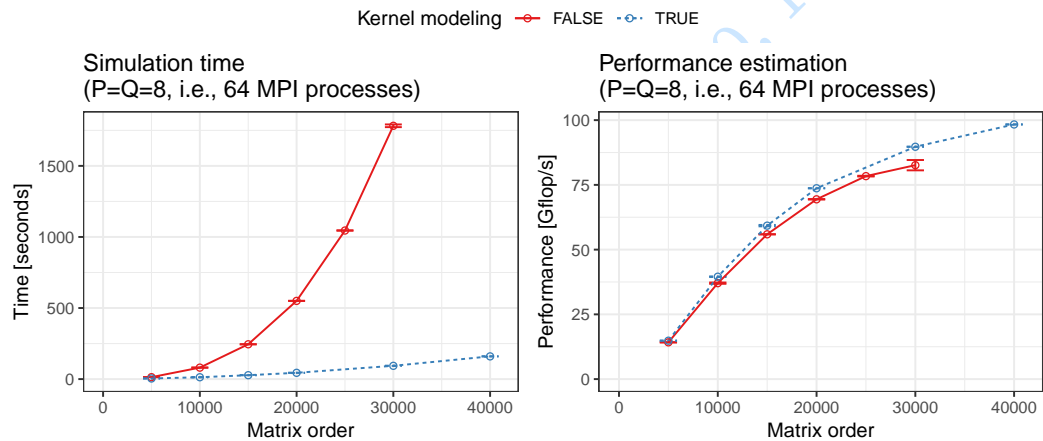 Kernel modeling FALSE TRUE
Simulation time
(P=Q=8, i.e., 64 MPI processes)
Time [seconds]
1500
1000
500
0
0 10000 20000 30000 40000
Matrix order
Performance estimation
(P=Q=8, i.e., 64 MPI processes)
Performance [Gflop/s]
100
75
50
25
0
0 10000 20000 30000 40000
Matrix order